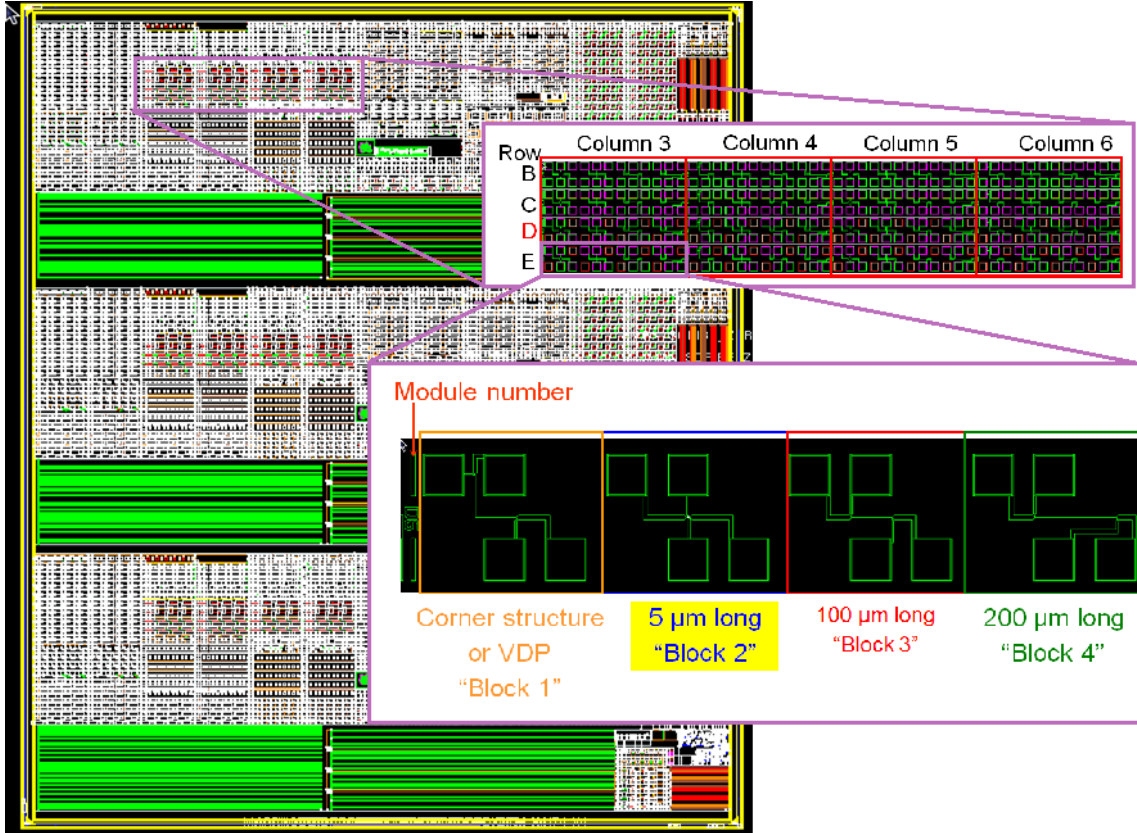 Column 3 Column 4 Column 5 Column 6
Row
B
C
D
E
Module number
Corner structure
or VDP
“Block 1”
5 µm long
“Block 2”
100 µm long
“Block 3”
200 µm long
“Block 4”